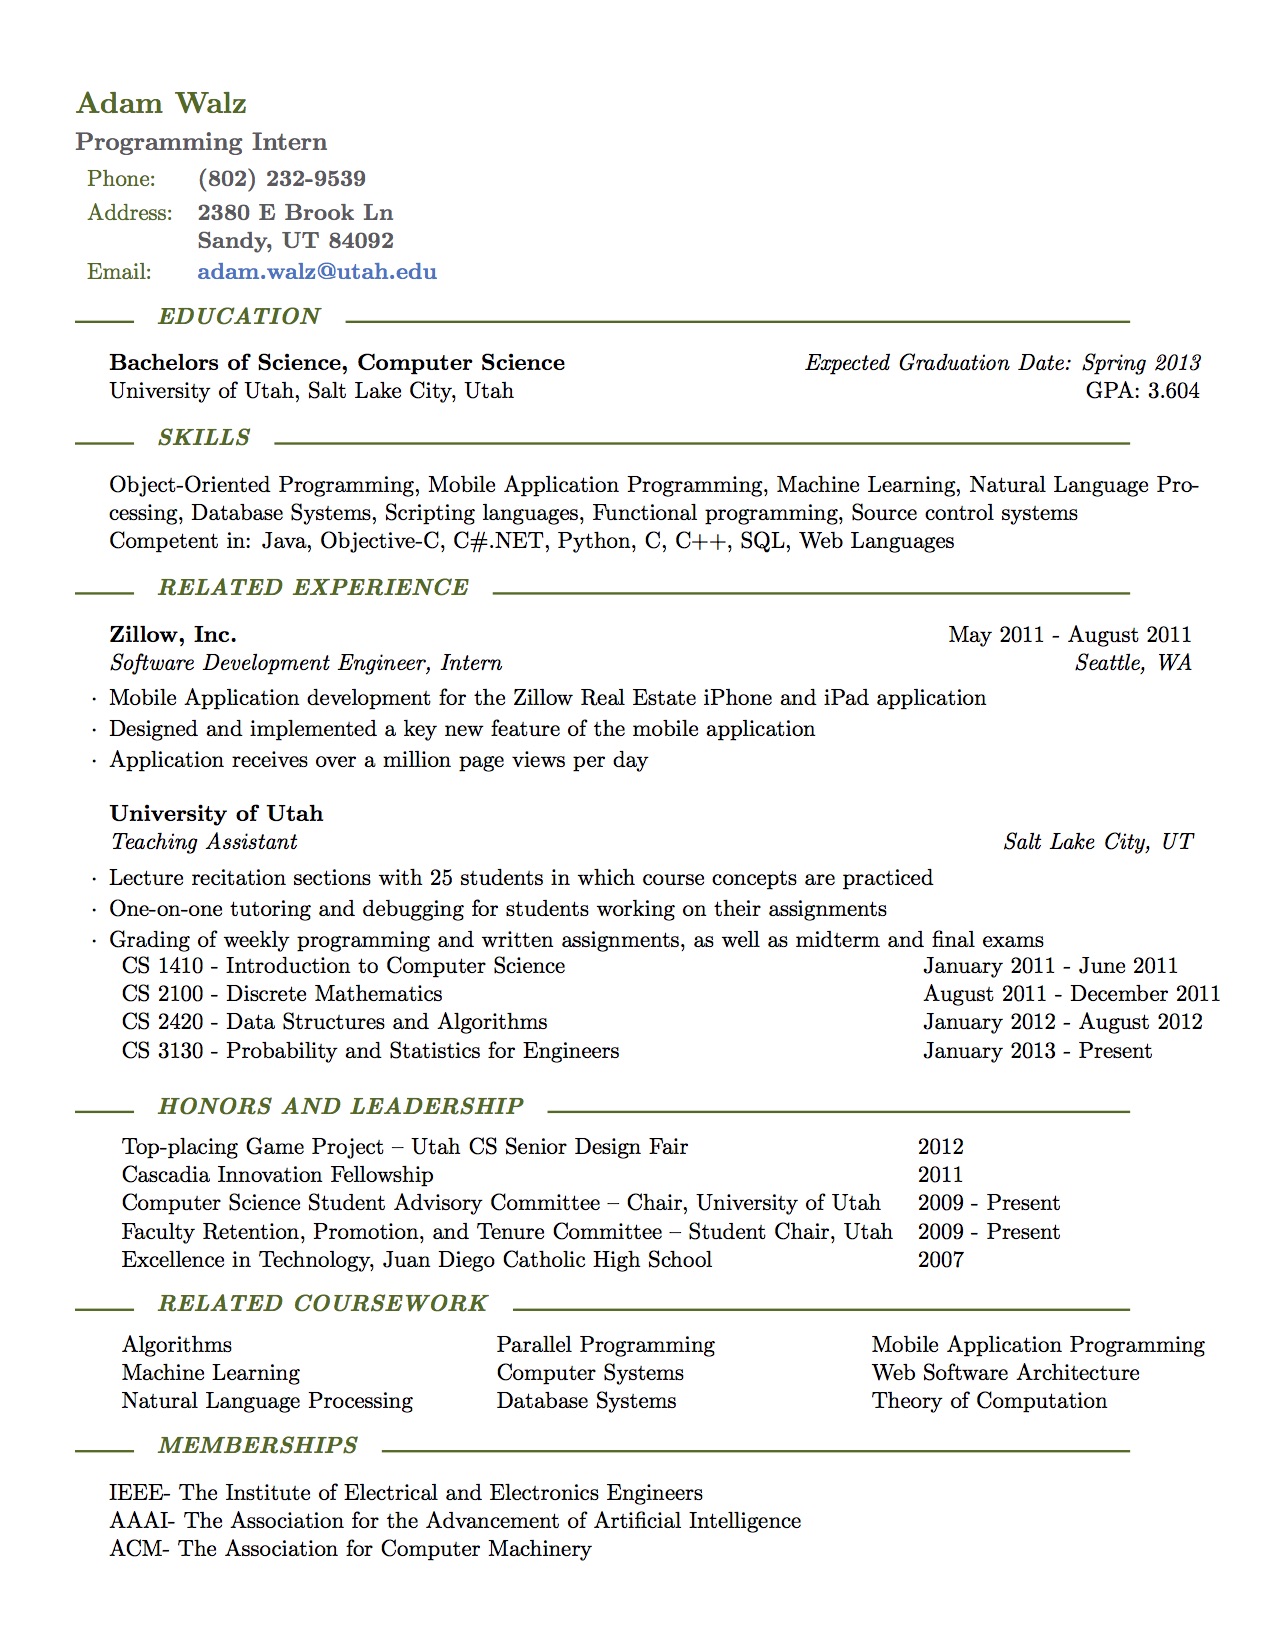 Adam Walz
Programming Intern
Phone: (802) 232-9539
Address: 2380 E Brook Ln
Sandy, UT 84092
Email: adam.walz@utah.edu
EDUCATION
Bachelors of Science, Computer Science Expected Graduation Date: Spring 2013
University of Utah, Salt Lake City, Utah GPA: 3.604
SKILLS
Object-Oriented Programming, Mobile Application Programming, Machine Learning, Natural Language Pro-
cessing, Database Systems, Scripting languages, Functional programming, Source control systems
Competent in: Java, Objective-C, C#.NET, Python, C, C++, SQL, Web Languages
RELATED EXPERIENCE
Zillow, Inc. May 2011 - August 2011
Software Development Engineer, Intern Seattle, WA
· Mobile Application development for the Zillow Real Estate iPhone and iPad application
· Designed and implemented a key new feature of the mobile application
· Application receives over a million page views per day
University of Utah
Teaching Assistant Salt Lake City, UT
· Lecture recitation sections with 25 students in which course concepts are practiced
· One-on-one tutoring and debugging for students working on their assignments
· Grading of weekly programming and written assignments, as well as midterm and final exams
CS 1410 - Introduction to Computer Science January 2011 - June 2011
CS 2100 - Discrete Mathematics August 2011 - December 2011
CS 2420 - Data Structures and Algorithms January 2012 - August 2012
CS 3130 - Probability and Statistics for Engineers January 2013 - Present
HONORS AND LEADERSHIP
Top-placing Game Project – Utah CS Senior Design Fair 2012
Cascadia Innovation Fellowship 2011
Computer Science Student Advisory Committee – Chair, University of Utah 2009 - Present
Faculty Retention, Promotion, and Tenure Committee – Student Chair, Utah 2009 - Present
Excellence in Technology, Juan Diego Catholic High School 2007
RELATED COURSEWORK
Algorithms Parallel Programming Mobile Application Programming
Machine Learning Computer Systems Web Software Architecture
Natural Language Processing Database Systems Theory of Computation
MEMBERSHIPS
IEEE- The Institute of Electrical and Electronics Engineers
AAAI- The Association for the Advancement of Artificial Intelligence
ACM- The Association for Computer Machinery